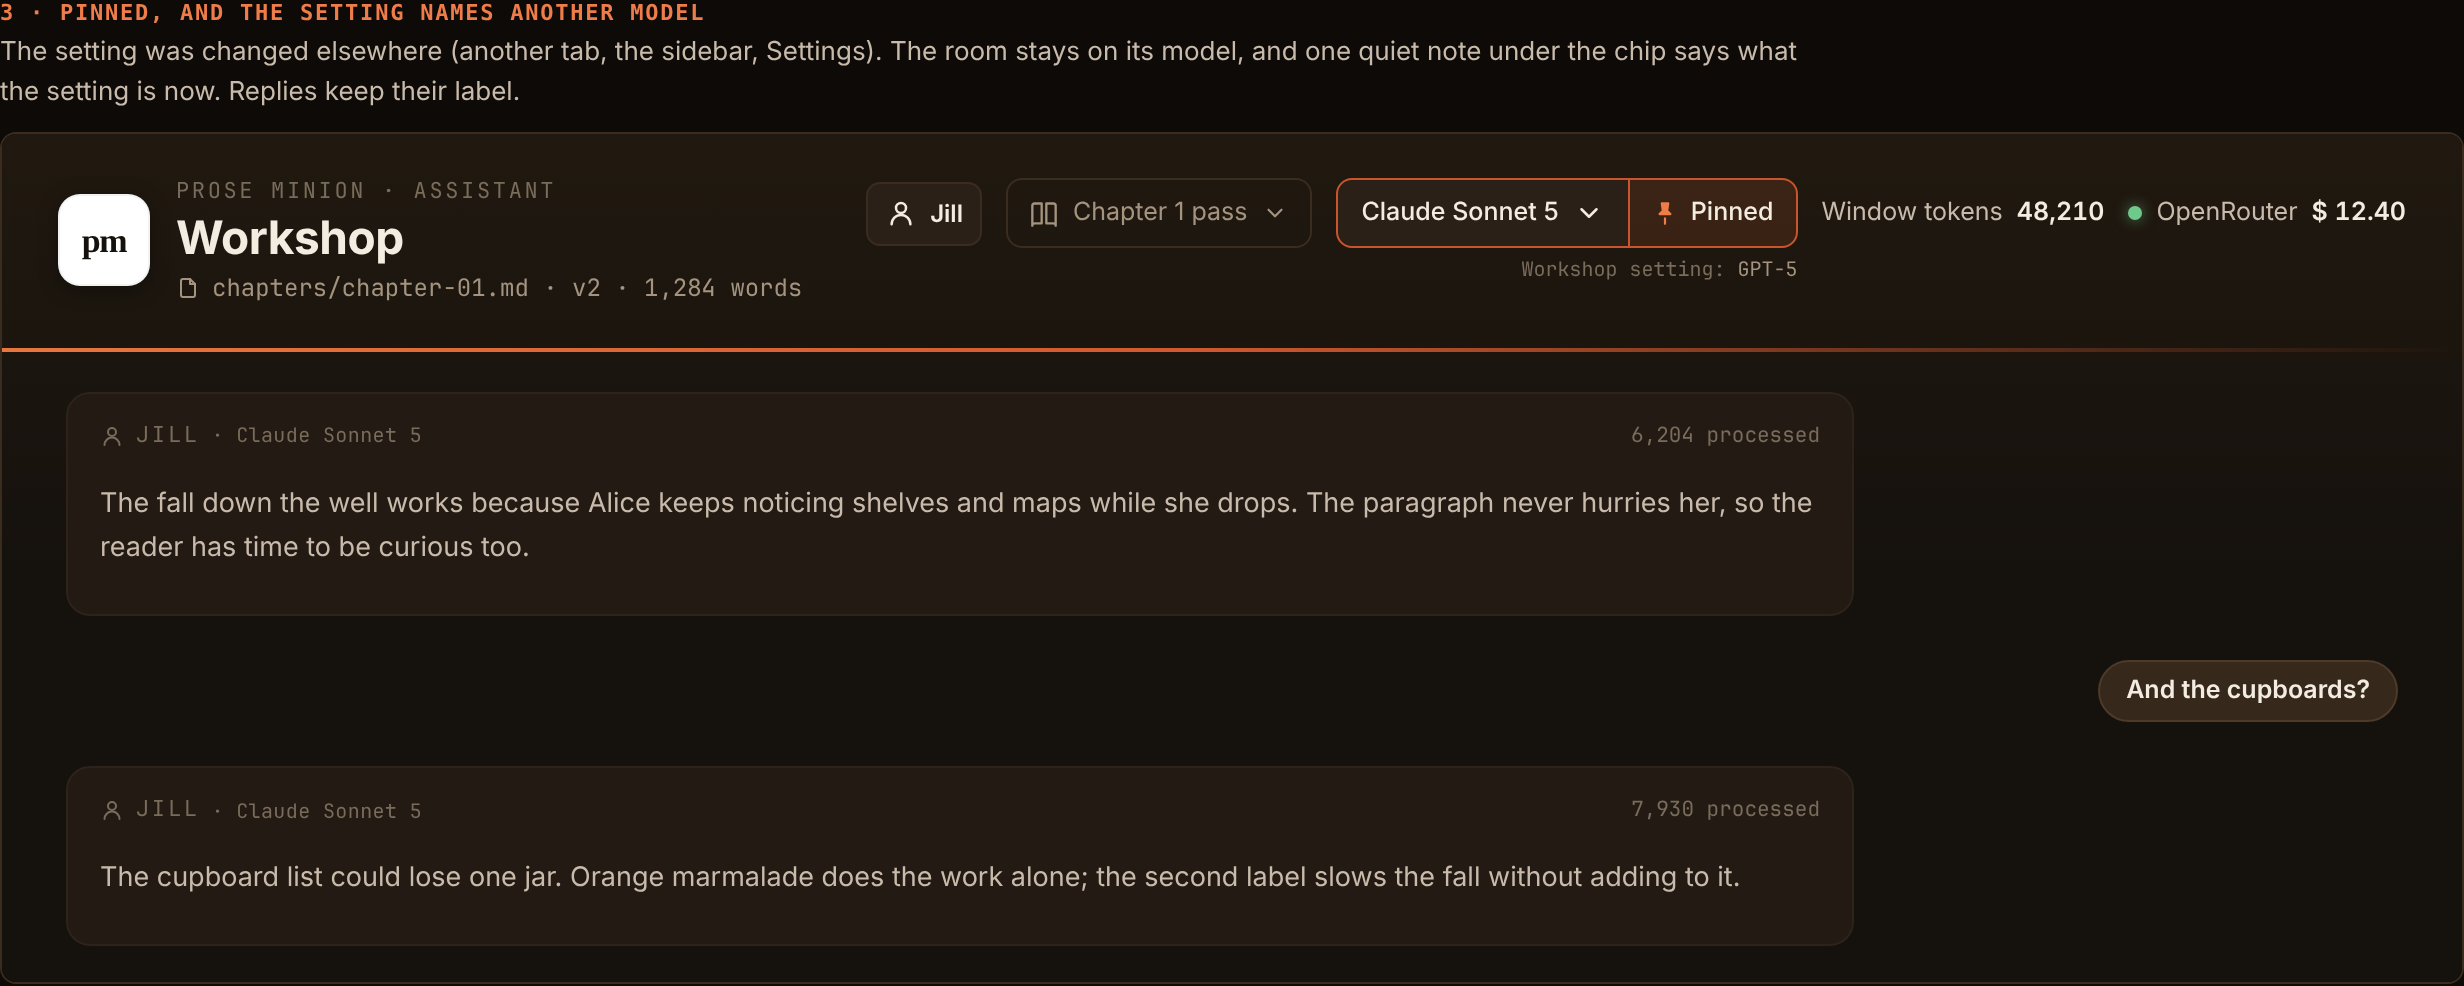 3 · PINNED, AND THE SETTING NAMES ANOTHER MODEL
The setting was changed elsewhere (another tab, the sidebar, Settings). The room stays on its model, and one quiet note under the chip says what
the setting is now. Replies keep their label.
pm
PROSE MINION · ASSISTANT
Workshop
chapters/chapter-01.md · v2 · 1,284 words
Jill
Chapter 1 pass
Claude Sonnet 5
Pinned
Window tokens 48,210
OpenRouter $ 12.40
Workshop setting: GPT-5
JILL · Claude Sonnet 5
6,204 processed
The fall down the well works because Alice keeps noticing shelves and maps while she drops. The paragraph never hurries her, so the
reader has time to be curious too.
And the cupboards?
JILL · Claude Sonnet 5
7,930 processed
The cupboard list could lose one jar. Orange marmalade does the work alone; the second label slows the fall without adding to it.